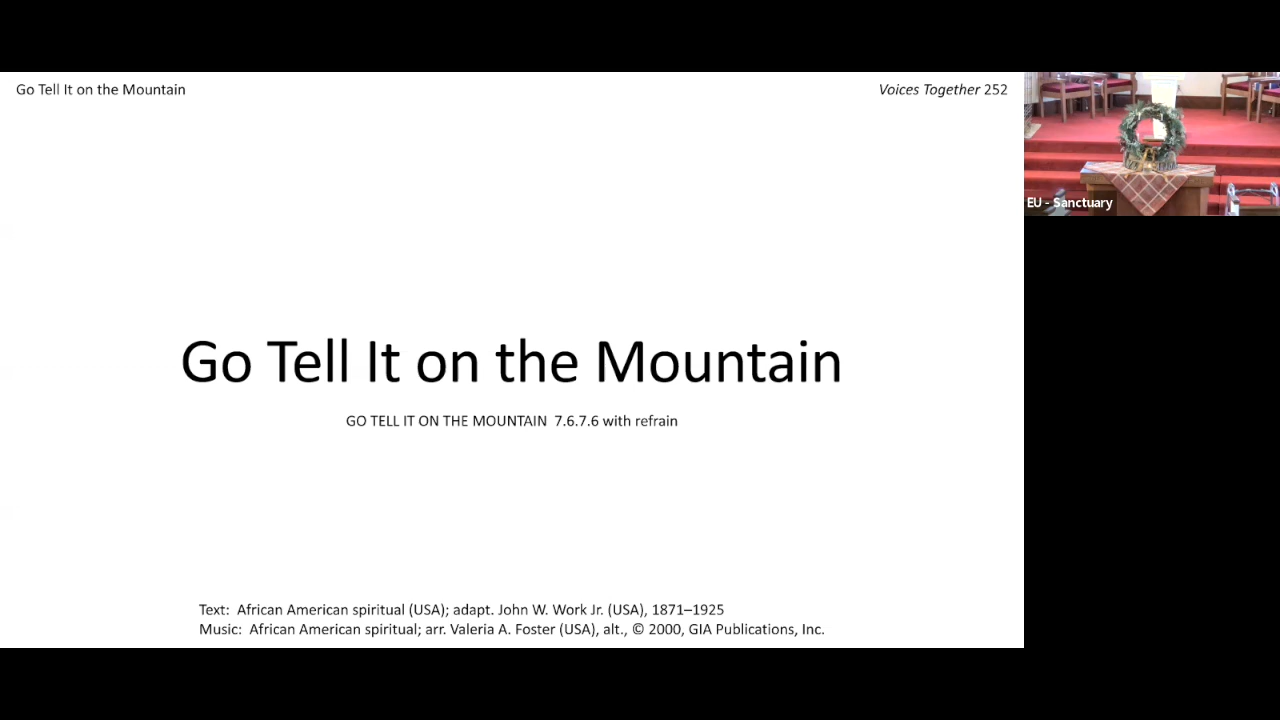 Go Tell It on the Mountain
Voices Together 252
EU - Sanctuary
Go Tell It on the Mountain
GO TELL IT ON THE MOUNTAIN 7.6.7.6 with refrain
Text: African American spiritual (USA); adapt. John W. Work Jr. (USA), 1871–1925
Music: African American spiritual; arr. Valeria A. Foster (USA), alt., © 2000, GIA Publications, Inc.